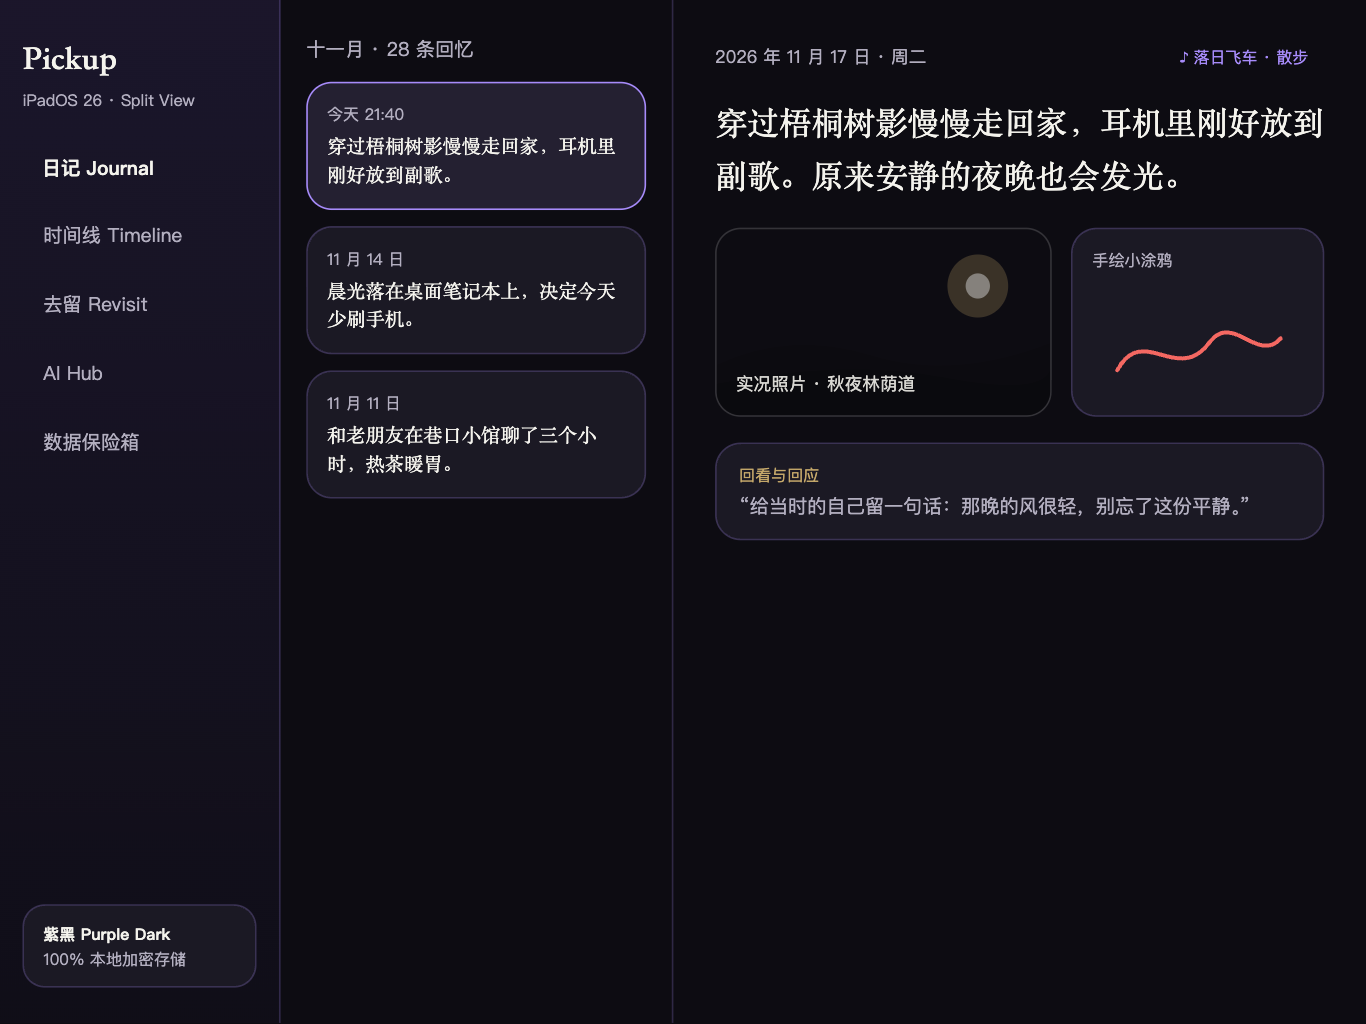 Pickup
iPadOS 26 · Split View
日记 Journal
时间线 Timeline
去留 Revisit
AI Hub
数据保险箱
紫黑 Purple Dark
100% 本地加密存储
十一月 · 28 条回忆
今天 21:40
穿过梧桐树影慢慢走回家，耳机里
刚好放到副歌。
11 月 14 日
晨光落在桌面笔记本上，决定今天
少刷手机。
11 月 11 日
和老朋友在巷口小馆聊了三个小
时，热茶暖胃。
2026 年 11 月 17 日 · 周二
♪ 落日飞车 · 散步
穿过梧桐树影慢慢走回家，耳机里刚好放到
副歌。原来安静的夜晚也会发光。
实况照片 · 秋夜林荫道
手绘小涂鸦
回看与回应
“给当时的自己留一句话：那晚的风很轻，别忘了这份平静。”